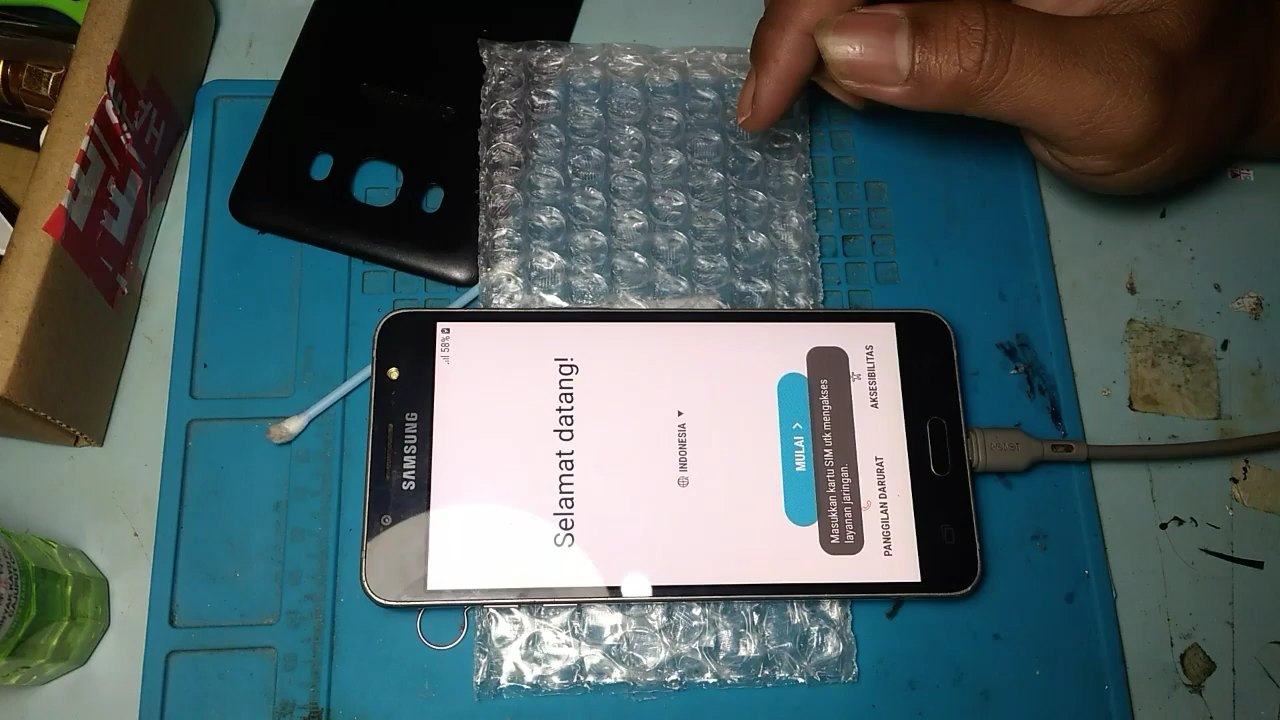 58%
SAMSUNG
Selamat datang!
INDONESIA
MULAI
Masukkan kartu SIM utk mengakses
layanan jaringan.
PANGGILAN DARURAT
AKSESIBILITAS